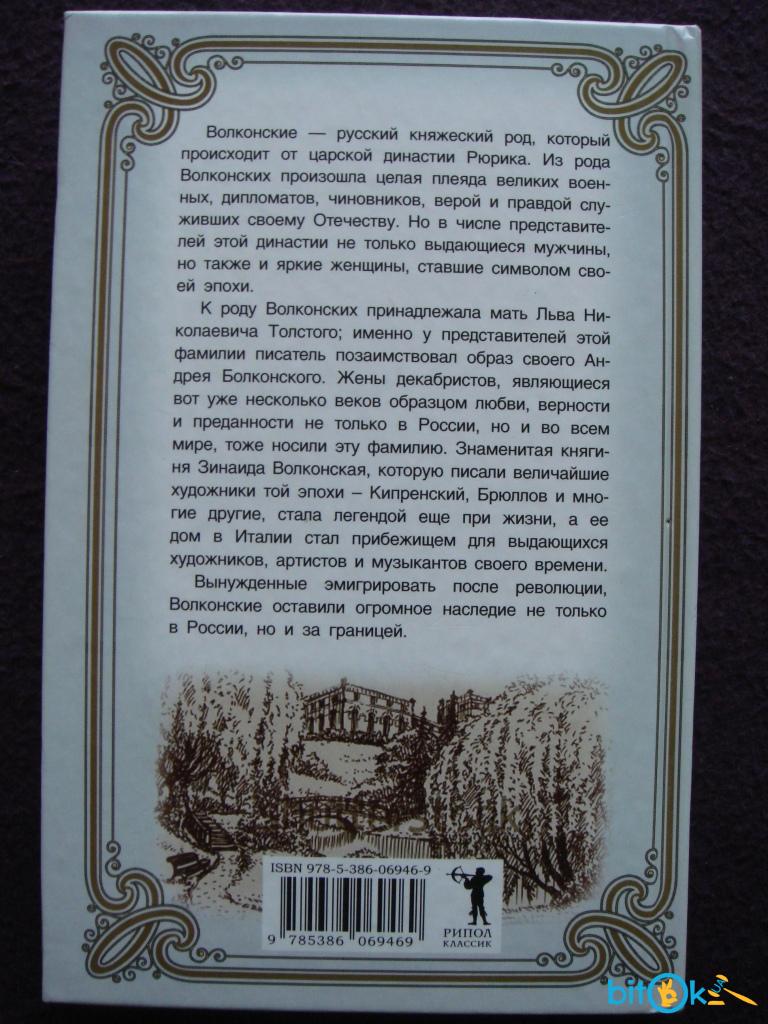 Волконские — русский княжеский род, который
происходит от царской династии Рюрика. Из рода
Волконских произошла целая плеяда великих воен-
ных, дипломатов, чиновников, верой и правдой слу-
живших своему Отечеству. Но в числе представите-
лей этой династии не только выдающиеся мужчины,
но также и яркие женщины, ставшие символом сво-
ей эпохи.
К роду Волконских принадлежала мать Льва Ни-
колаевича Толстого; именно у представителей этой
фамилии писатель позаимствовал образ своего Ан-
дрея Болконского. Жены декабристов, являющиеся
вот уже несколько веков образцом любви, верности
и преданности не только в России, но и во всем
мире, тоже носили эту фамилию. Знаменитая княги-
ня Зинаида Волконская, которую писали величайшие
художники той эпохи – Кипренский, Брюллов и мно-
гие другие, стала легендой еще при жизни, а ее
дом в Италии стал прибежищем для выдающихся
художников, артистов и музыкантов своего времени.
Вынужденные эмигрировать после революции,
Волконские оставили огромное наследие не только
в России, но и за границей.
ISBN 978-5-386-06946-9
9 785386 069469
РИПОЛ
КЛАССИК
bitOk
UA